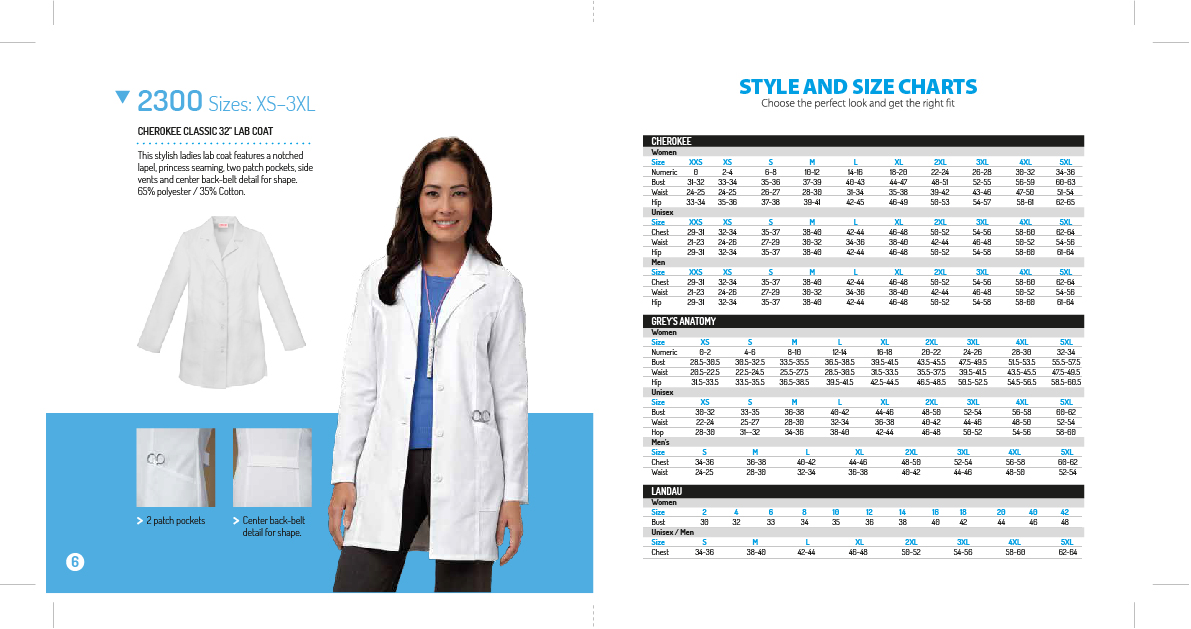 2300 Sizes: XS–3XL
CHEROKEE CLASSIC 32" LAB COAT
This stylish ladies lab coat features a notched
lapel, princess seaming, two patch pockets, side
vents and center back-belt detail for shape.
65% polyester / 35% Cotton.
2 patch pockets
Center back-belt
detail for shape.
6
STYLE AND SIZE CHARTS
Choose the perfect look and get the right fit
CHEROKEE
Women
Size XXS XS S M L XL 2XL 3XL 4XL 5XL
Numeric 0 2-4 6-8 10-12 14-16 18-20 22-24 26-28 30-32 34-36
Bust 31-32 33-34 35-36 37-39 40-43 44-47 48-51 52-55 56-59 60-63
Waist 24-25 24-25 26-27 28-30 31-34 35-38 39-42 43-46 47-50 51-54
Hip 33-34 35-36 37-38 39-41 42-45 46-49 50-53 54-57 58-61 62-65
Unisex
Size XXS XS S M L XL 2XL 3XL 4XL 5XL
Chest 29-31 32-34 35-37 38-40 42-44 46-48 50-52 54-56 58-60 62-64
Waist 21-23 24-26 27-29 30-32 34-36 38-40 42-44 46-48 50-52 54-56
Hip 29-31 32-34 35-37 38-40 42-44 46-48 50-52 54-58 58-60 61-64
Men
Size XXS XS S M L XL 2XL 3XL 4XL 5XL
Chest 29-31 32-34 35-37 38-40 42-44 46-48 50-52 54-56 58-60 62-64
Waist 21-23 24-26 27-29 30-32 34-36 38-40 42-44 46-48 50-52 54-56
Hip 29-31 32-34 35-37 38-40 42-44 46-48 50-52 54-58 58-60 61-64
GREY'S ANATOMY
Women
Size XS S M L XL 2XL 3XL 4XL 5XL
Numeric 0-2 4-6 8-10 12-14 16-18 20-22 24-26 28-30 32-34
Bust 28.5-30.5 30.5-32.5 33.5-35.5 36.5-38.5 39.5-41.5 43.5-45.5 47.5-49.5 51.5-53.5 55.5-57.5
Waist 20.5-22.5 22.5-24.5 25.5-27.5 28.5-30.5 31.5-33.5 35.5-37.5 39.5-41.5 43.5-45.5 47.5-49.5
Hip 31.5-33.5 33.5-35.5 36.5-38.5 39.5-41.5 42.5-44.5 46.5-48.5 50.5-52.5 54.5-56.5 58.5-60.5
Unisex
Size XS S M L XL 2XL 3XL 4XL 5XL
Bust 30-32 33-35 36-38 40-42 44-46 48-50 52-54 56-58 60-62
Waist 22-24 25-27 28-30 32-34 36-38 40-42 44-46 48-50 52-54
Hop 28-30 31--32 34-36 38-40 42-44 46-48 50-52 54-56 58-60
Men's
Size S M L XL 2XL 3XL 4XL 5XL
Chest 34-36 36-38 40-42 44-46 48-50 52-54 56-58 60-62
Waist 24-25 28-30 32-34 36-38 40-42 44-46 48-50 52-54
LANDAU
Women
Size 2 4 6 8 10 12 14 16 18 20 40 42
Bust 30 32 33 34 35 36 38 40 42 44 46 48
Unisex / Men
Size S M L XL 2XL 3XL 4XL 5XL
Chest 34-36 38-40 42-44 46-48 50-52 54-56 58-60 62-64